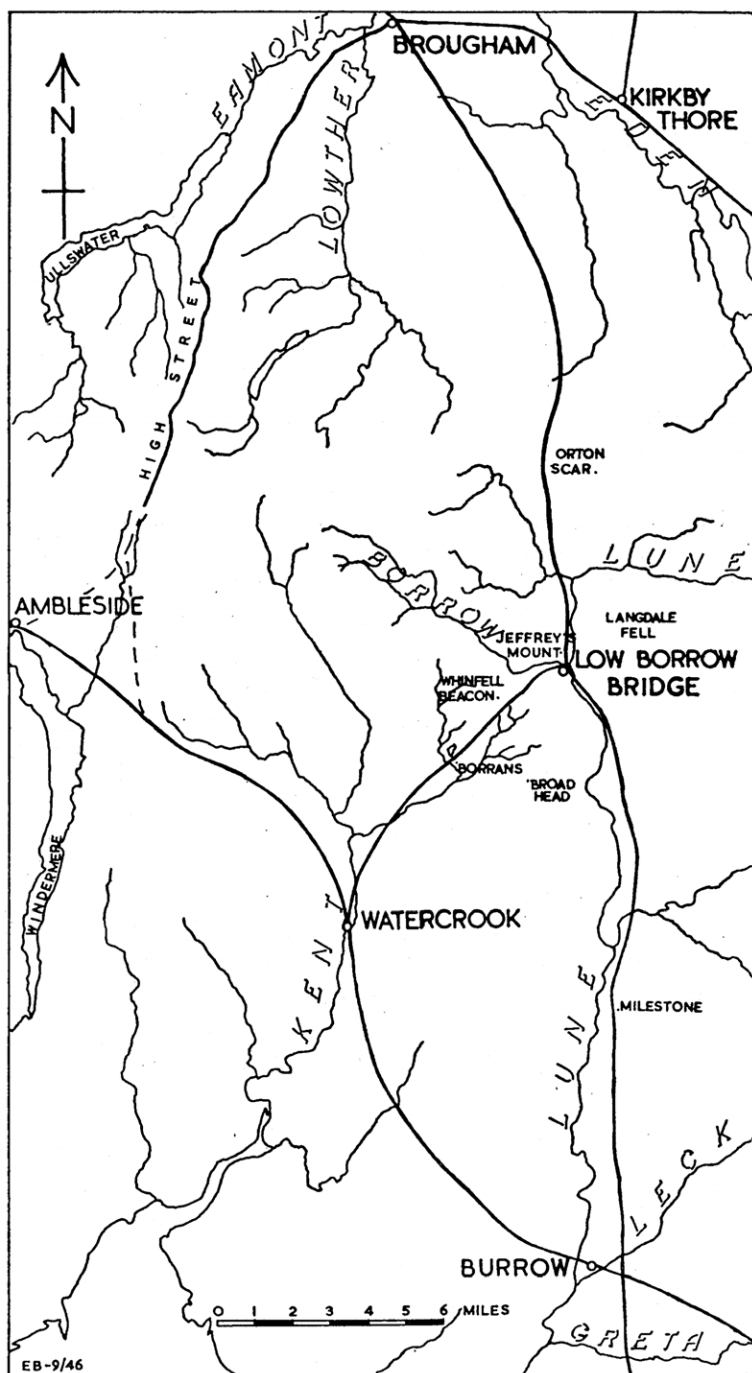 EAMONT
BROUGHAM
N
KIRKBY
THORE
EDEN
LOWTHER
ULLSWATER
HIGH STREET
ORTON
SCAR.
LUNE
BORROW
AMBLESIDE
LANGDALE
FELL
JEFFREY'S
MOUNT
LOW BORROW
BRIDGE
WHINFELL
BEACON.
BORRANS
BROAD
HEAD
WINDERMERE
WATERCROOK
KENT
LUNE
.MILESTONE
LECK
BURROW
0 1 2 3 4 5 6 MILES
GRETA
EB-9/46